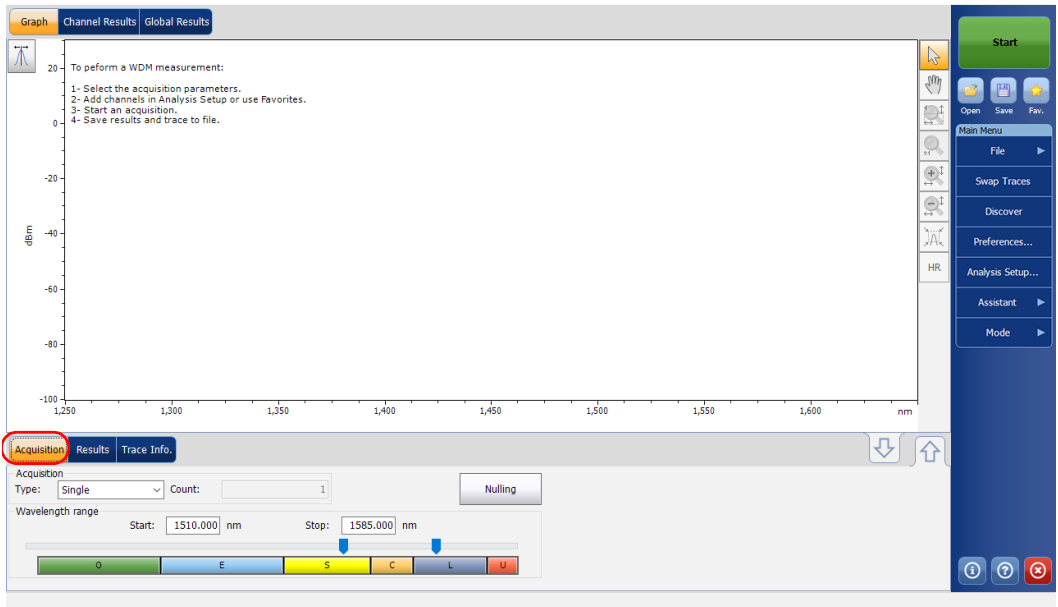 Graph Channel Results Global Results
To peform a WDM measurement:
1- Select the acquisition parameters.
2- Add channels in Analysis Setup or use Favorites.
3- Start an acquisition.
4- Save results and trace to file.
20
0
-20
-40
-60
-80
-100
dBm
1,250 1,300 1,350 1,400 1,450 1,500 1,550 1,600 nm
1:1
HR
Acquisition Results Trace Info.
Acquisition
Type: Single Count: 1 Nulling
Wavelength range
Start: 1510.000 nm Stop: 1585.000 nm
O E S C L U
Start
Open Save Fav.
Main Menu
File
Swap Traces
Discover
Preferences...
Analysis Setup...
Assistant
Mode